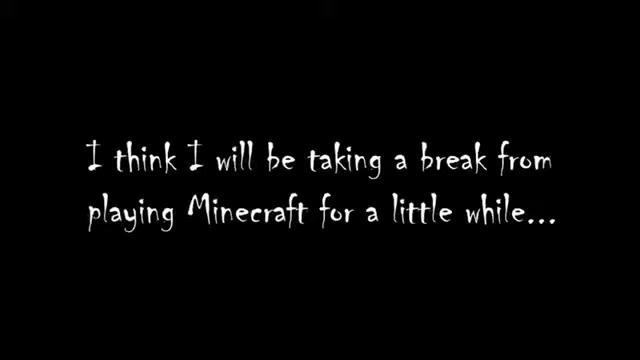 I think I will be taking a break from
playing Minecraft for a little while...